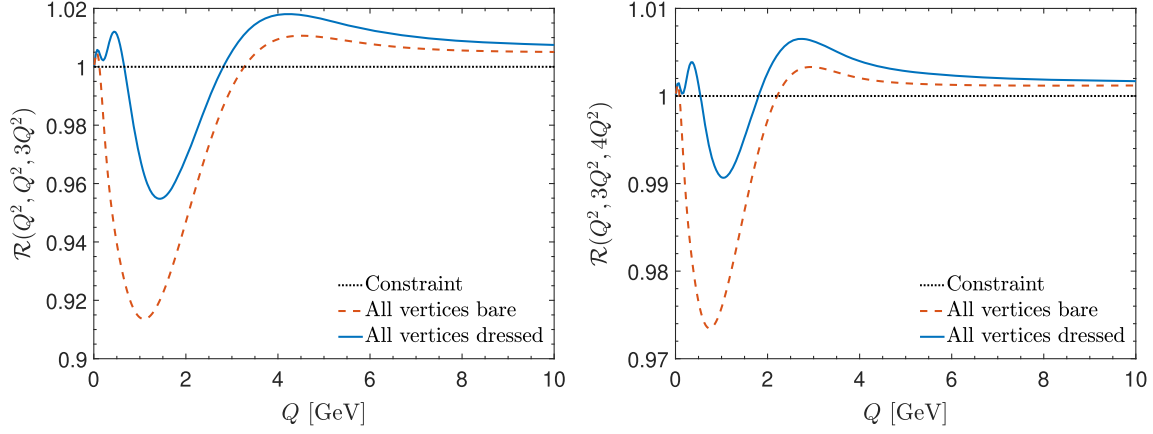 1.02
1
0.98
0.96
0.94
0.92
0.9
R(Q², Q², 3Q²)
0 2 4 6 8 10
Q [GeV]
Constraint
All vertices bare
All vertices dressed
1.01
1
0.99
0.98
0.97
R(Q², 3Q², 4Q²)
0 2 4 6 8 10
Q [GeV]
Constraint
All vertices bare
All vertices dressed